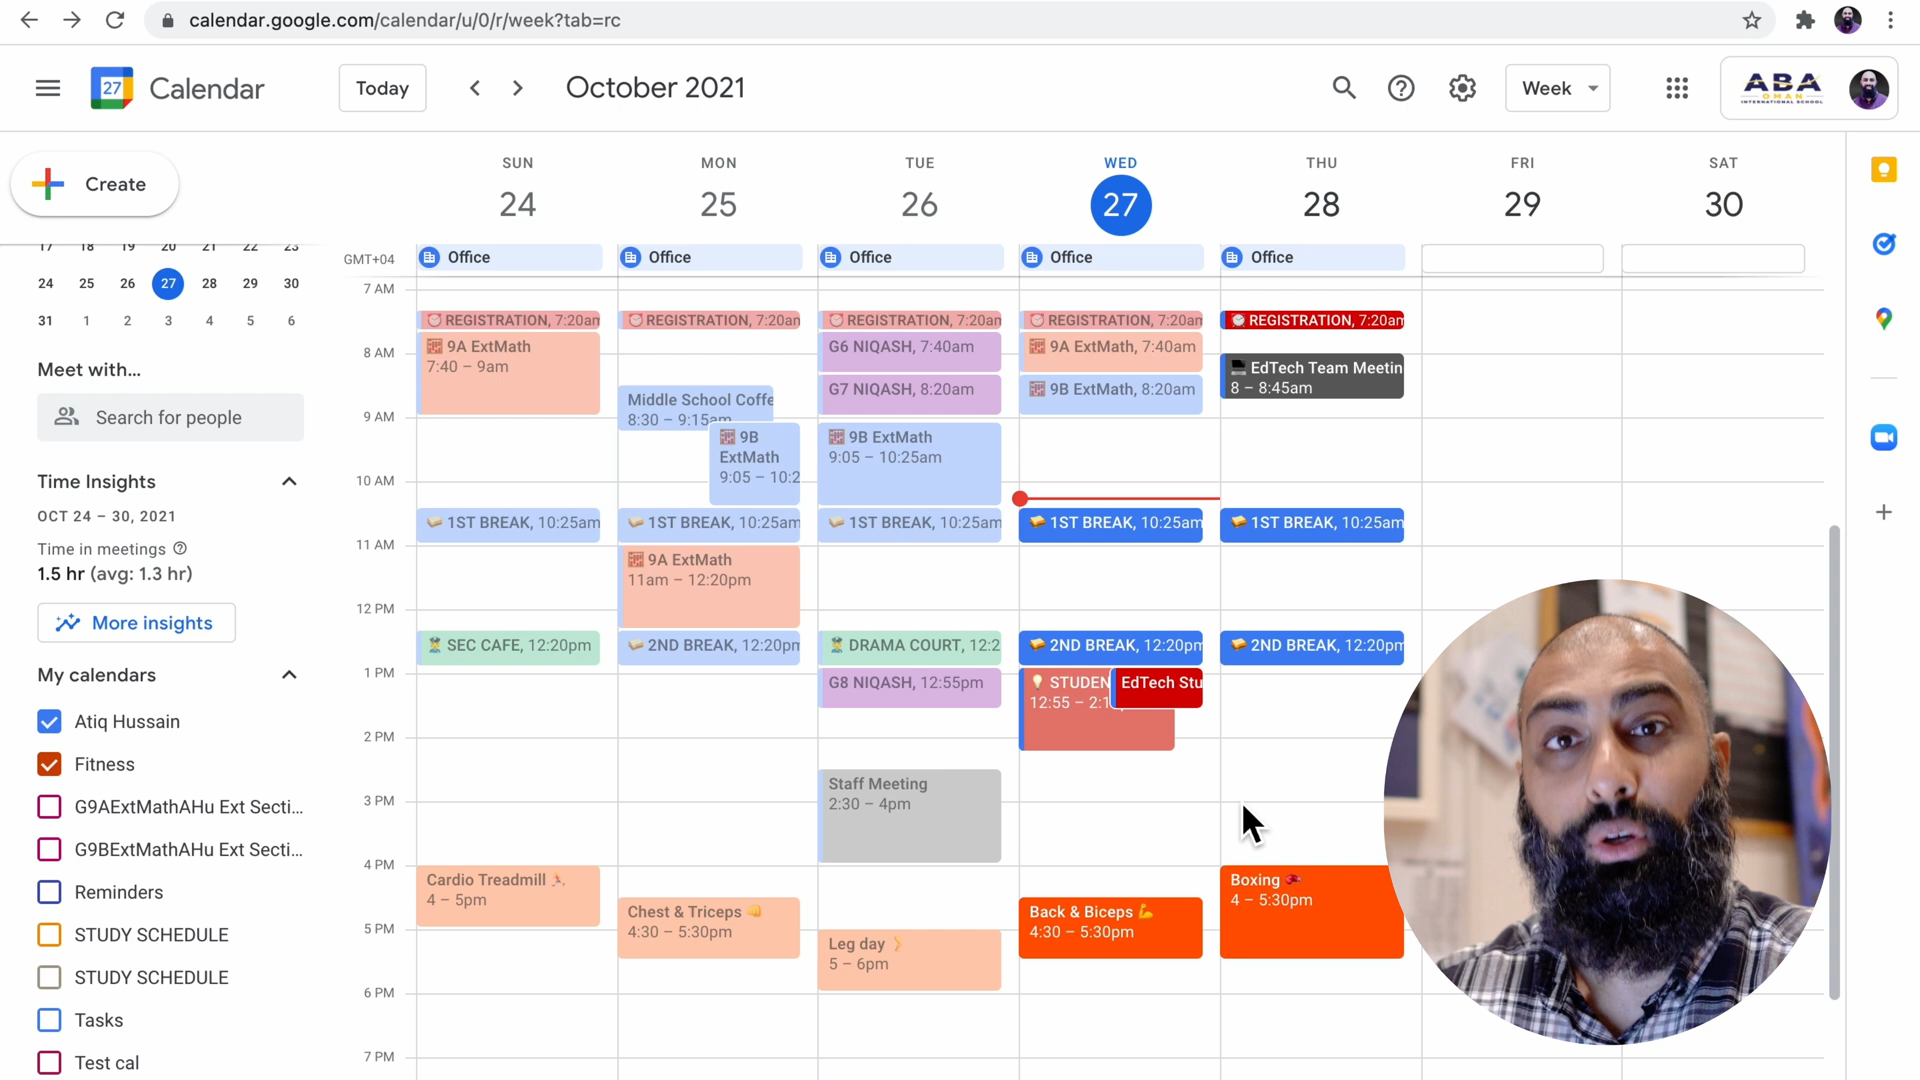 calendar.google.com/calendar/u/0/r/week?tab=rc
27
Calendar
Today
October 2021
Week
ABA
OMAN
INTERNATIONAL SCHOOL
Create
SUN
MON
TUE
WED
THU
FRI
SAT
24
25
26
27
28
29
30
17 18 19 20 21 22 23
24 25 26 27 28 29 30
31 1 2 3 4 5 6
GMT+04
Office
Office
Office
Office
Office
Meet with...
Search for people
Time Insights
OCT 24 – 30, 2021
Time in meetings
1.5 hr (avg: 1.3 hr)
More insights
My calendars
Atiq Hussain
Fitness
G9AExtMathAHu Ext Secti...
G9BExtMathAHu Ext Secti...
Reminders
STUDY SCHEDULE
STUDY SCHEDULE
Tasks
Test cal
7 AM
8 AM
9 AM
10 AM
11 AM
12 PM
1 PM
2 PM
3 PM
4 PM
5 PM
6 PM
7 PM
REGISTRATION, 7:20am
9A ExtMath
7:40 – 9am
1ST BREAK, 10:25am
SEC CAFE, 12:20pm
Cardio Treadmill
4 – 5pm
REGISTRATION, 7:20am
Middle School Coffe
8:30 – 9:15am
9B
ExtMath
9:05 – 10:2
1ST BREAK, 10:25am
9A ExtMath
11am – 12:20pm
2ND BREAK, 12:20pm
Chest & Triceps
4:30 – 5:30pm
REGISTRATION, 7:20am
G6 NIQASH, 7:40am
G7 NIQASH, 8:20am
9B ExtMath
9:05 – 10:25am
1ST BREAK, 10:25am
DRAMA COURT, 12:2
G8 NIQASH, 12:55pm
Staff Meeting
2:30 – 4pm
Leg day
5 – 6pm
REGISTRATION, 7:20am
9A ExtMath, 7:40am
9B ExtMath, 8:20am
1ST BREAK, 10:25am
2ND BREAK, 12:20pm
STUDEN
12:55 – 2:1
EdTech Stu
Back & Biceps
4:30 – 5:30pm
REGISTRATION, 7:20am
EdTech Team Meetin
8 – 8:45am
1ST BREAK, 10:25am
2ND BREAK, 12:20pm
Boxing
4 – 5:30pm